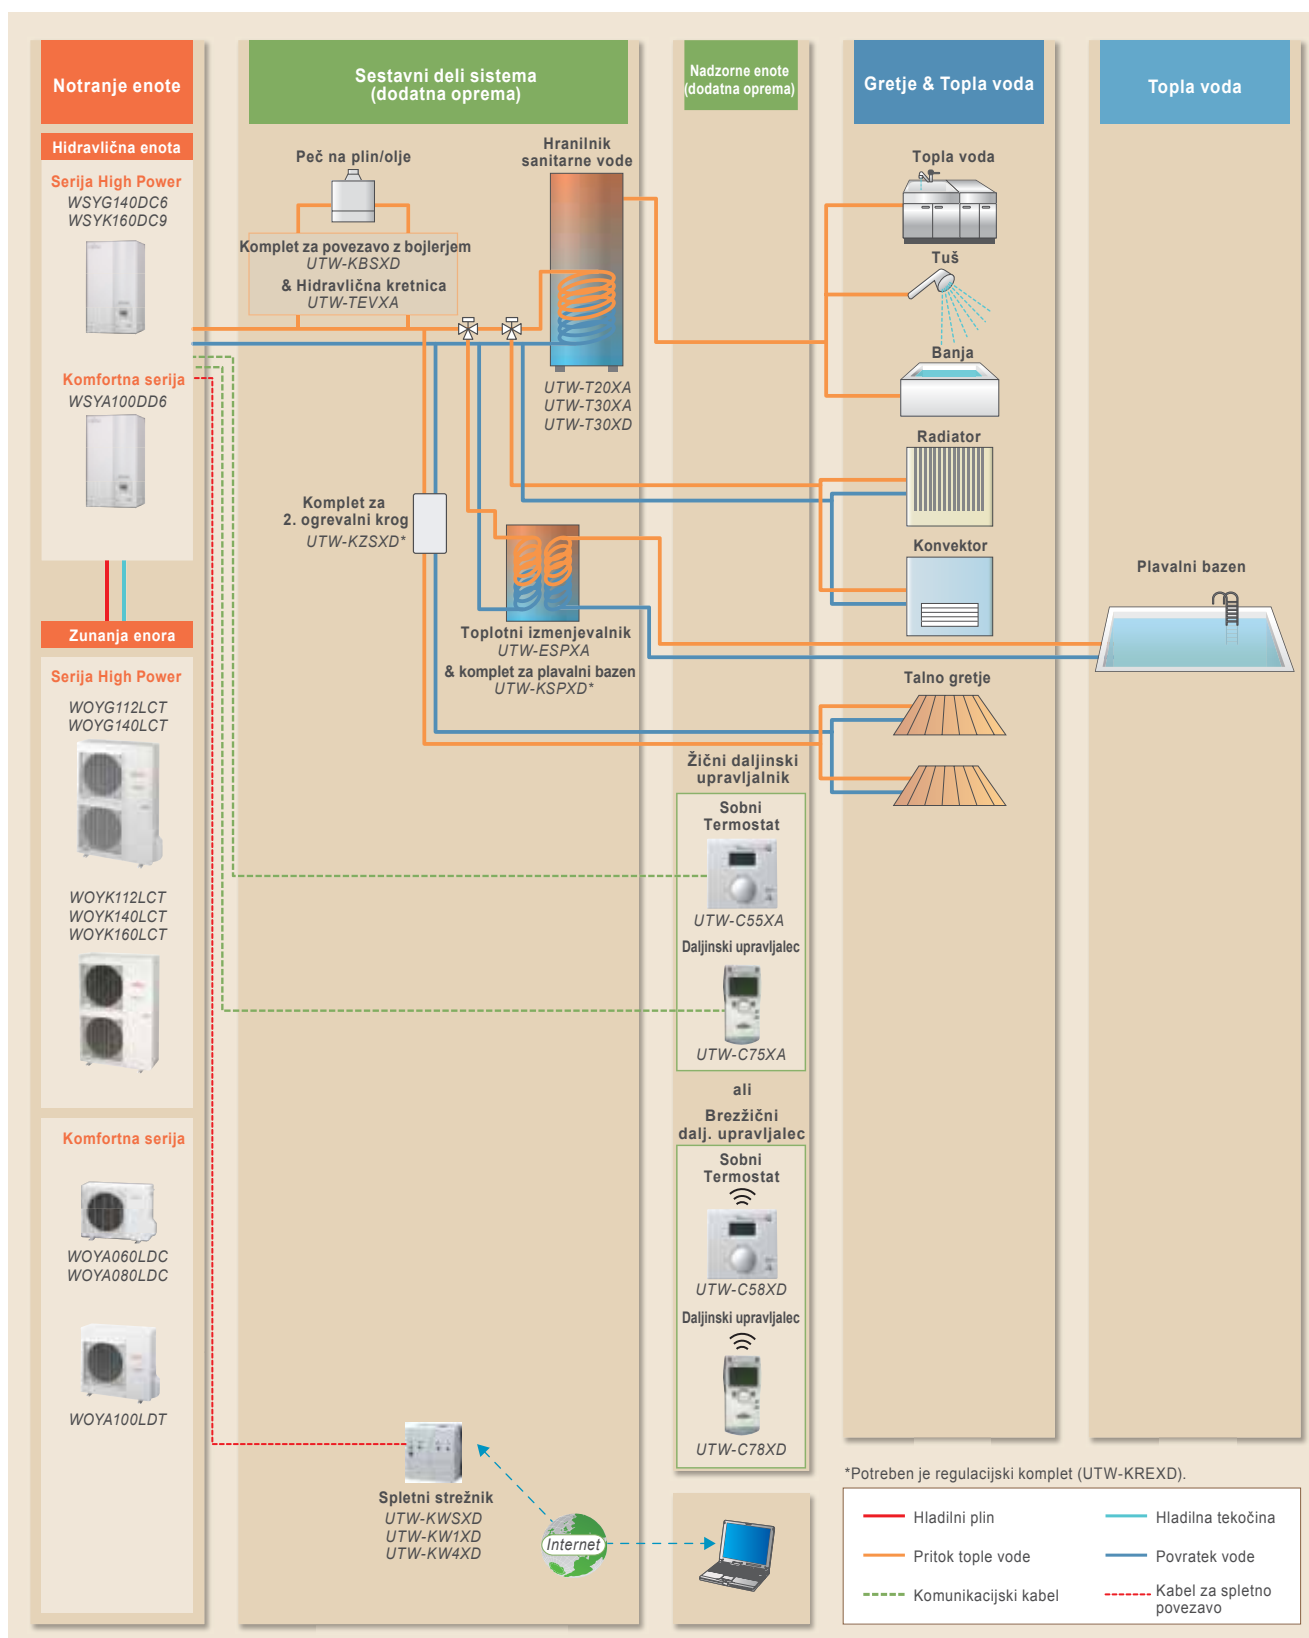 Notranje enote
Hidravlična enota
Serija High Power
WSYG140DC6
WSYK160DC9
Komfortna serija
WSYA100DD6
Zunanja enora
Serija High Power
WOYG112LCT
WOYG140LCT
WOYK112LCT
WOYK140LCT
WOYK160LCT
Komfortna serija
WOYA060LDC
WOYA080LDC
WOYA100LDT
Sestavni deli sistema
(dodatna oprema)
Peč na plin/olje
Komplet za povezavo z bojlerjem
UTW-KBSXD
& Hidravlična kretnica
UTW-TEVXA
Hranilnik
sanitarne vode
UTW-T20XA
UTW-T30XA
UTW-T30XD
Komplet za
2. ogrevalni krog
UTW-KZSXD*
Toplotni izmenjevalnik
UTW-ESPXA
& komplet za plavalni bazen
UTW-KSPXD*
Spletni strežnik
UTW-KWSXD
UTW-KW1XD
UTW-KW4XD
Internet
Nadzorne enote
(dodatna oprema)
Žični daljinski
upravljalnik
Sobni
Termostat
UTW-C55XA
Daljinski upravljalec
UTW-C75XA
ali
Brezžični
dalj. upravljalec
Sobni
Termostat
UTW-C58XD
Daljinski upravljalec
UTW-C78XD
Gretje & Topla voda
Topla voda
Tuš
Banja
Radiator
Konvektor
Talno gretje
Topla voda
Plavalni bazen
*Potreben je regulacijski komplet (UTW-KREXD).
Hladilni plin
Hladilna tekočina
Pritok tople vode
Povratek vode
Komunikacijski kabel
Kabel za spletno
povezavo